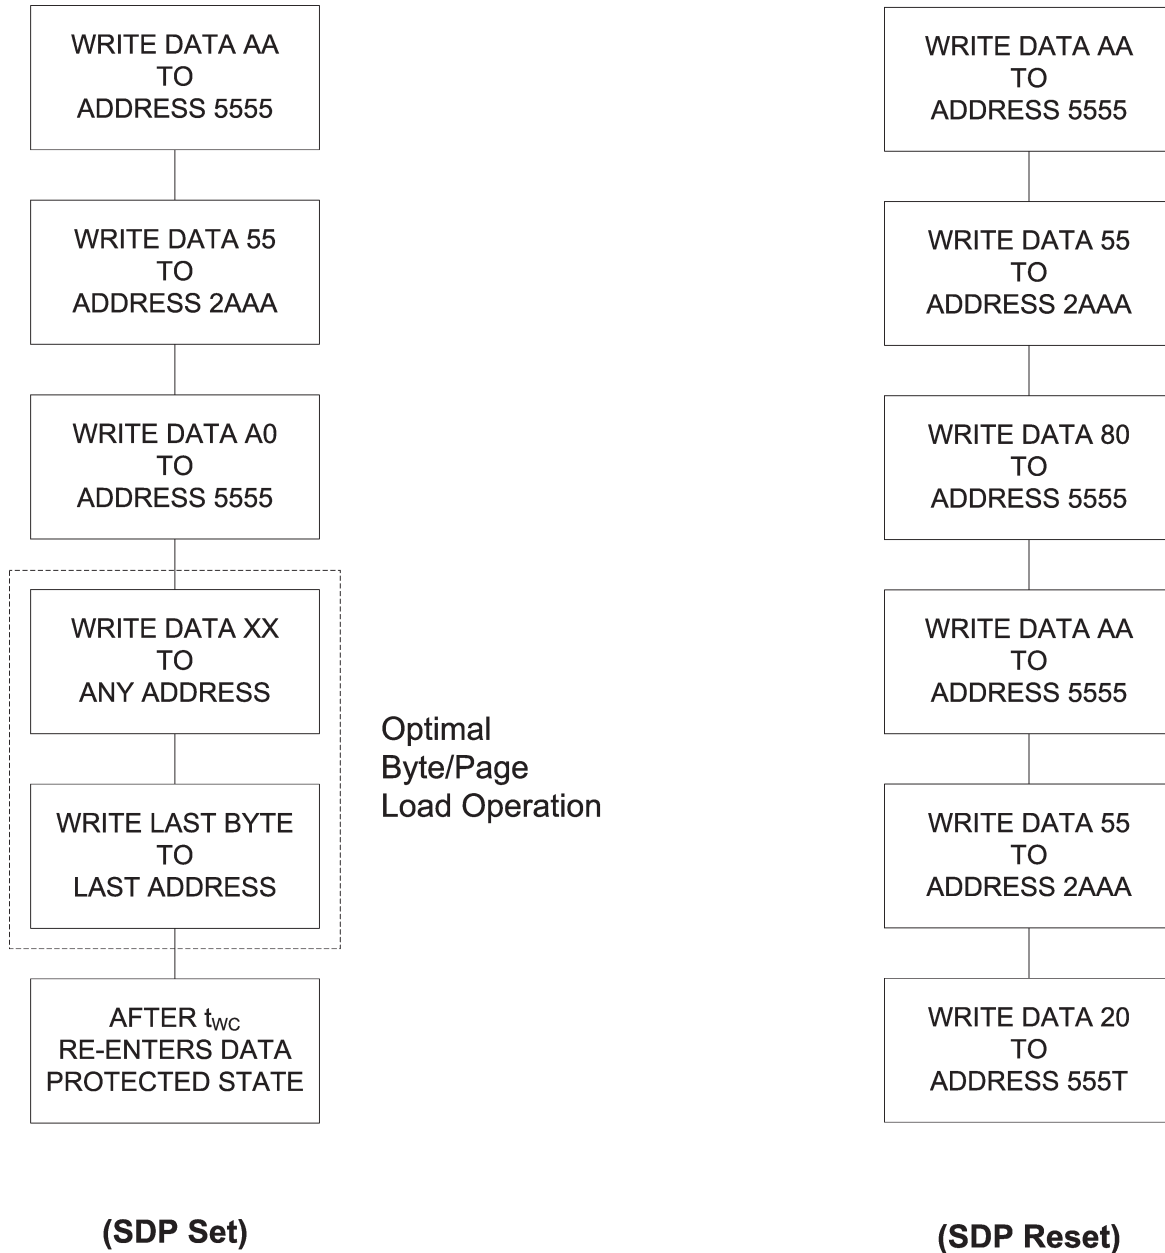 WRITE DATA AA
TO
ADDRESS 5555
WRITE DATA 55
TO
ADDRESS 2AAA
WRITE DATA A0
TO
ADDRESS 5555
WRITE DATA XX
TO
ANY ADDRESS
WRITE LAST BYTE
TO
LAST ADDRESS
Optimal
Byte/Page
Load Operation
AFTER tWC
RE-ENTERS DATA
PROTECTED STATE
(SDP Set)
WRITE DATA AA
TO
ADDRESS 5555
WRITE DATA 55
TO
ADDRESS 2AAA
WRITE DATA 80
TO
ADDRESS 5555
WRITE DATA AA
TO
ADDRESS 5555
WRITE DATA 55
TO
ADDRESS 2AAA
WRITE DATA 20
TO
ADDRESS 555T
(SDP Reset)